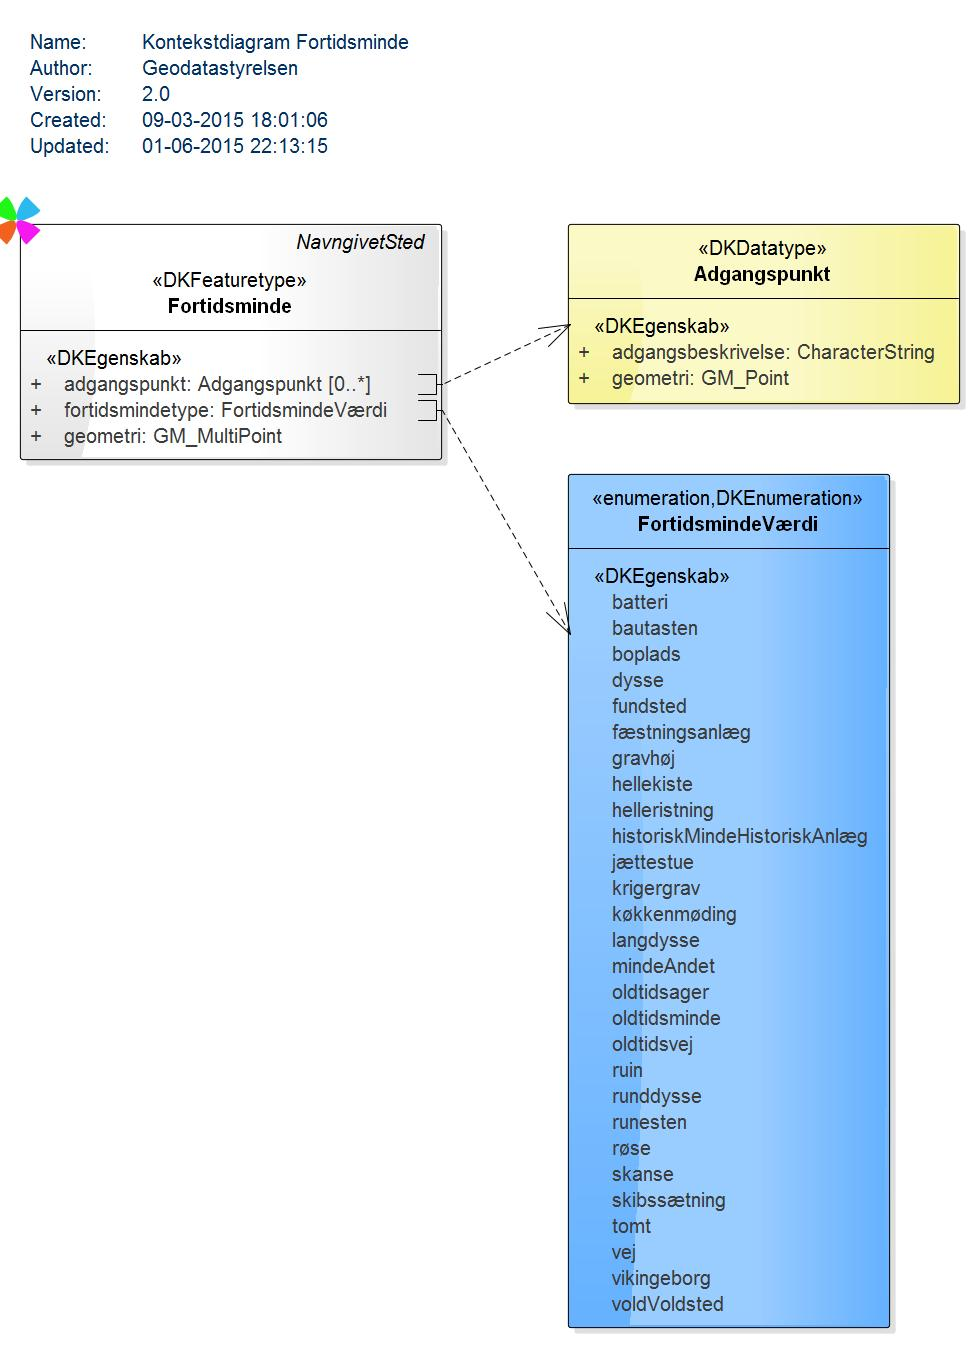 Name: Kontekstdiagram Fortidsminde
Author: Geodatastyrelsen
Version: 2.0
Created: 09-03-2015 18:01:06
Updated: 01-06-2015 22:13:15
NavngivetSted
«DKFeaturetype»
Fortidsminde
«DKEgenskab»
+ adgangspunkt: Adgangspunkt [0..*]
+ fortidsmindetype: FortidsmindeVærdi
+ geometri: GM_MultiPoint
«DKDatatype»
Adgangspunkt
«DKEgenskab»
+ adgangsbeskrivelse: CharacterString
+ geometri: GM_Point
«enumeration,DKEnumeration»
FortidsmindeVærdi
«DKEgenskab»
batteri
bautasten
boplads
dysse
fundsted
fæstningsanlæg
gravhøj
hellekiste
helleristning
historiskMindeHistoriskAnlæg
jættestue
krigergrav
køkkenmøding
langdysse
mindeAndet
oldtidsager
oldtidsminde
oldtidsvej
ruin
runddysse
runesten
røse
skanse
skibssætning
tomt
vej
vikingeborg
voldVoldsted